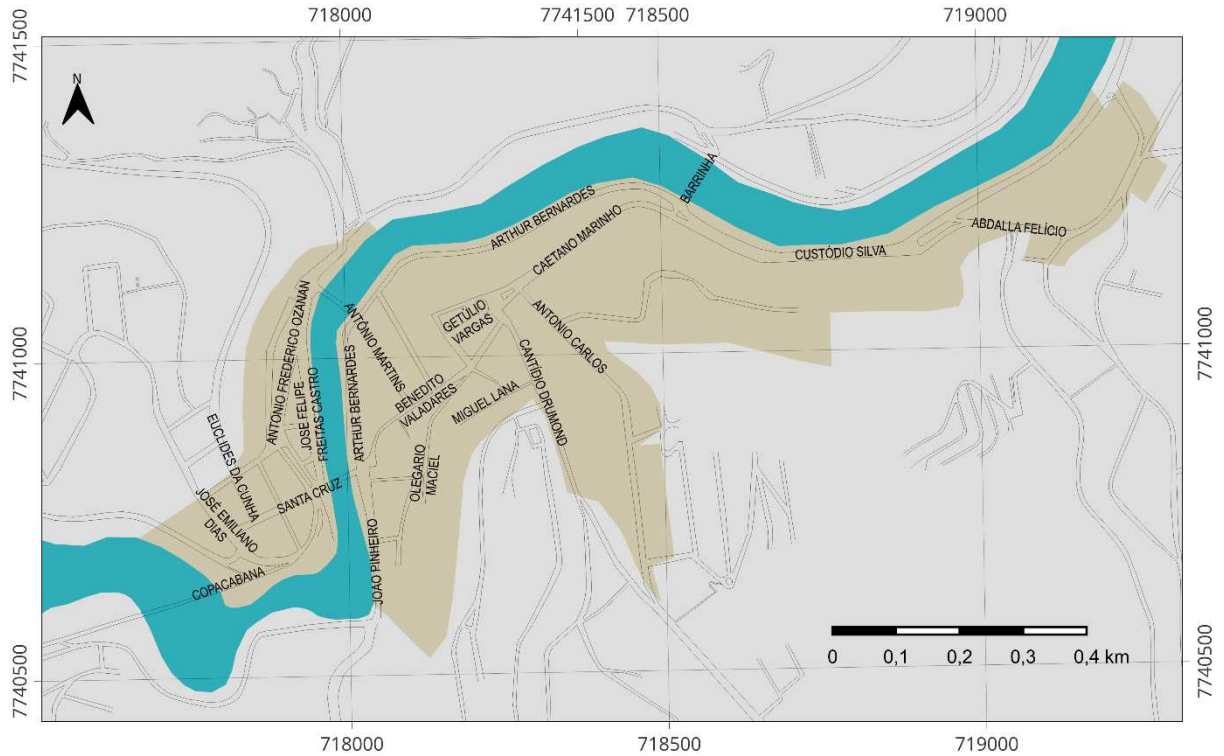 718000
7741500
718500
719000
7741500
N
BARRINHA
ARTHUR BERNARDES
CAETANO MARINHO
ABDALLA FELÍCIO
CUSTÓDIO SILVA
ANTONIO FREDERICO OZANAN
ANTÔNIO MARTINS
GETÚLIO
VARGAS
ANTONIO CARLOS
7741000
7741000
CANTÍDIO DRUMOND
JOSE FELIPE
FREITAS CASTRO
ARTHUR BERNARDES
BENEDITO
VALADARES
MIGUEL LANA
EUCLIDES DA CUNHA
OLEGARIO
MACIEL
SANTA CRUZ
JOSÉ EMILIANO
DIAS
JOAO PINHEIRO
COPACABANA
0 0,1 0,2 0,3 0,4 km
7740500
7740500
718000
718500
719000